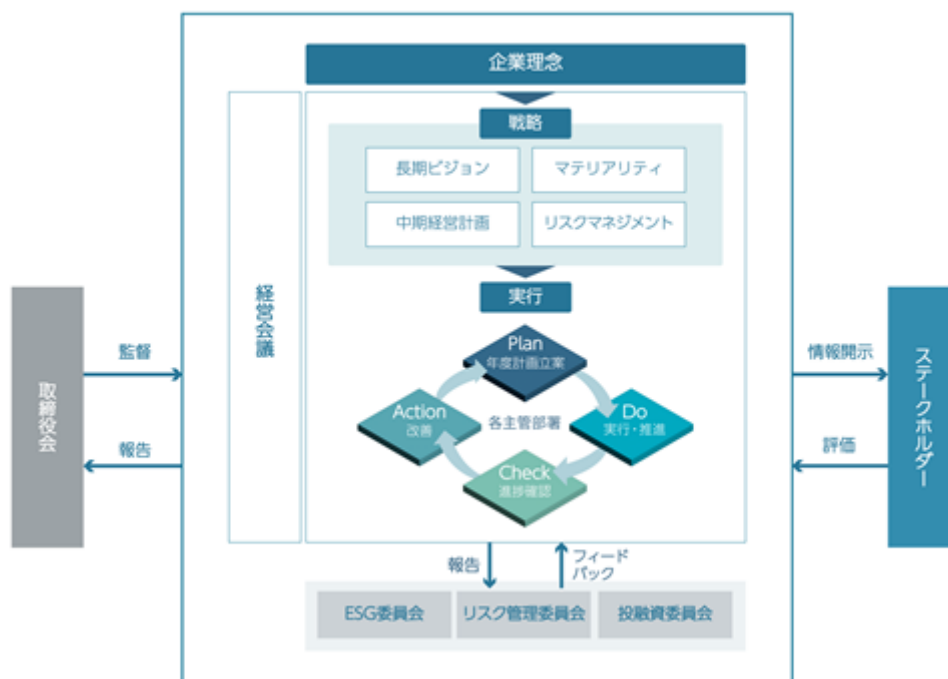 企業理念
戦略
長期ビジョン
マテリアリティ
中期経営計画
リスクマネジメント
経営会議
実行
Plan
年度計画立案
Action
改善
各主管部署
Do
実行・推進
Check
進捗確認
取締役会
監督
報告
情報開示
評価
ステークホルダー
報告
フィード
バック
ESG委員会
リスク管理委員会
投融資委員会